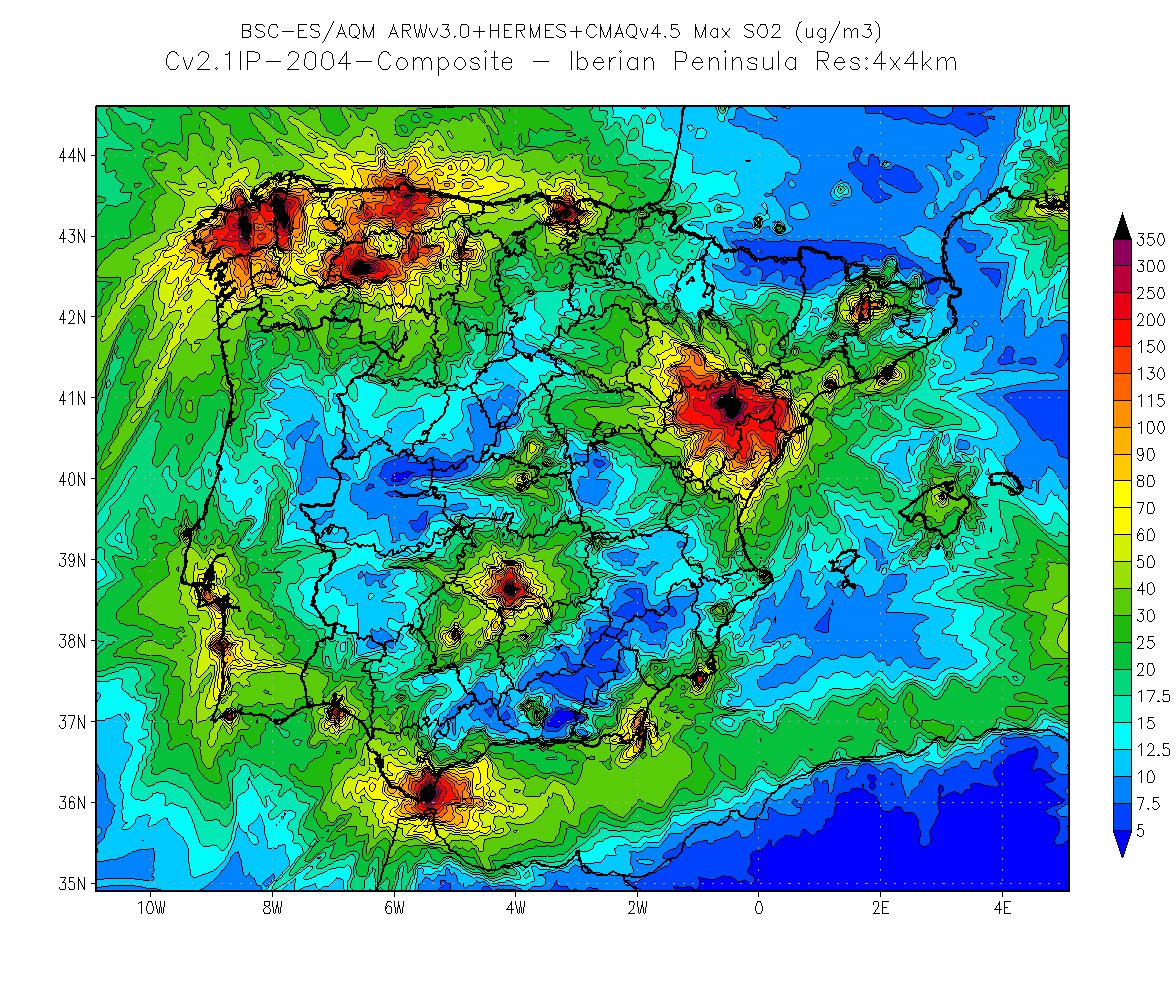 BSC-ES/AQM ARWv3.0+HERMES+CMAQv4.5 Max SO2 (ug/m3)
Cv2.1IP-2004-Composite - Iberian Peninsula Res:4x4km
44N
43N
42N
41N
40N
39N
38N
37N
36N
35N
10W 8W 6W 4W 2W 0 2E 4E
350
300
250
200
150
130
115
100
90
80
70
60
50
40
30
25
20
17.5
15
12.5
10
7.5
5